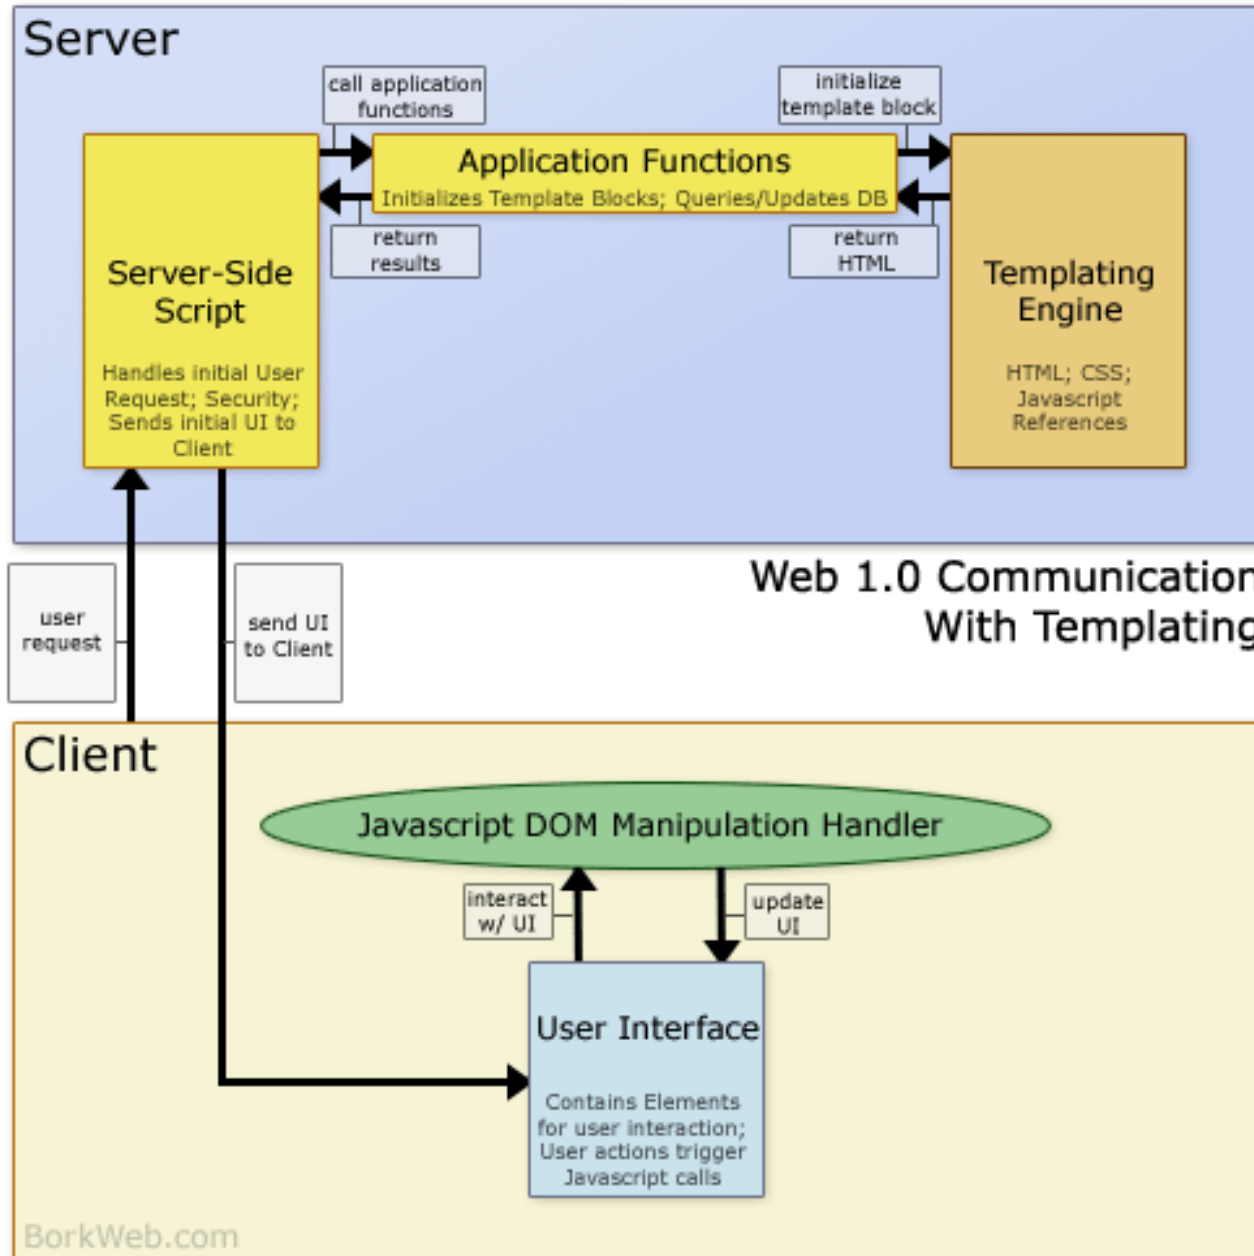 Server
call application
functions
initialize
template block
Application Functions
Initializes Template Blocks; Queries/Updates DB
return
results
return
HTML
Server-Side
Script
Handles initial User
Request; Security;
Sends initial UI to
Client
Templating
Engine
HTML; CSS;
Javascript
References
user
request
send UI
to Client
Web 1.0 Communication
With Templating
Client
Javascript DOM Manipulation Handler
interact
w/ UI
update
UI
User Interface
Contains Elements
for user interaction;
User actions trigger
Javascript calls
BorkWeb.com